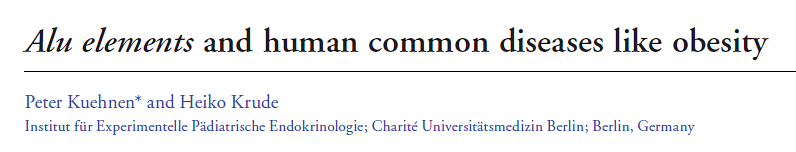 Alu elements and human common diseases like obesity
Peter Kuehnen* and Heiko Krude
Institut für Experimentelle Pädiatrische Endokrinologie; Charité Universitätsmedizin Berlin; Berlin, Germany